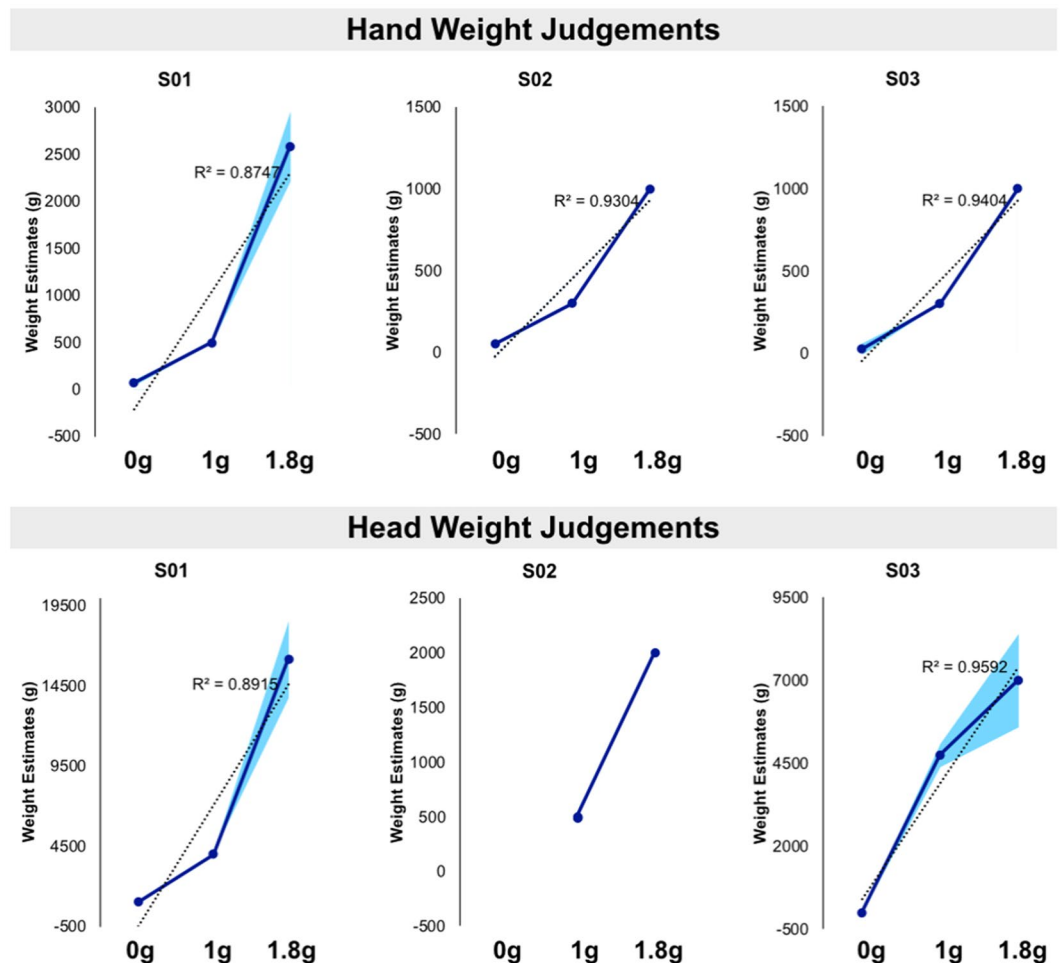 Hand Weight Judgements
S01
Weight Estimates (g)
3000
2500
2000
1500
1000
500
0
-500
R² = 0.8747
0g 1g 1.8g
S02
Weight Estimates (g)
1500
1000
500
0
-500
R² = 0.9304
0g 1g 1.8g
S03
Weight Estimates (g)
1500
1000
500
0
-500
R² = 0.9404
0g 1g 1.8g
Head Weight Judgements
S01
Weight Estimates (g)
19500
14500
9500
4500
-500
R² = 0.8915
0g 1g 1.8g
S02
Weight Estimates (g)
2500
2000
1500
1000
500
0
-500
0g 1g 1.8g
S03
Weight Estimates (g)
9500
7000
4500
2000
-500
R² = 0.9592
0g 1g 1.8g